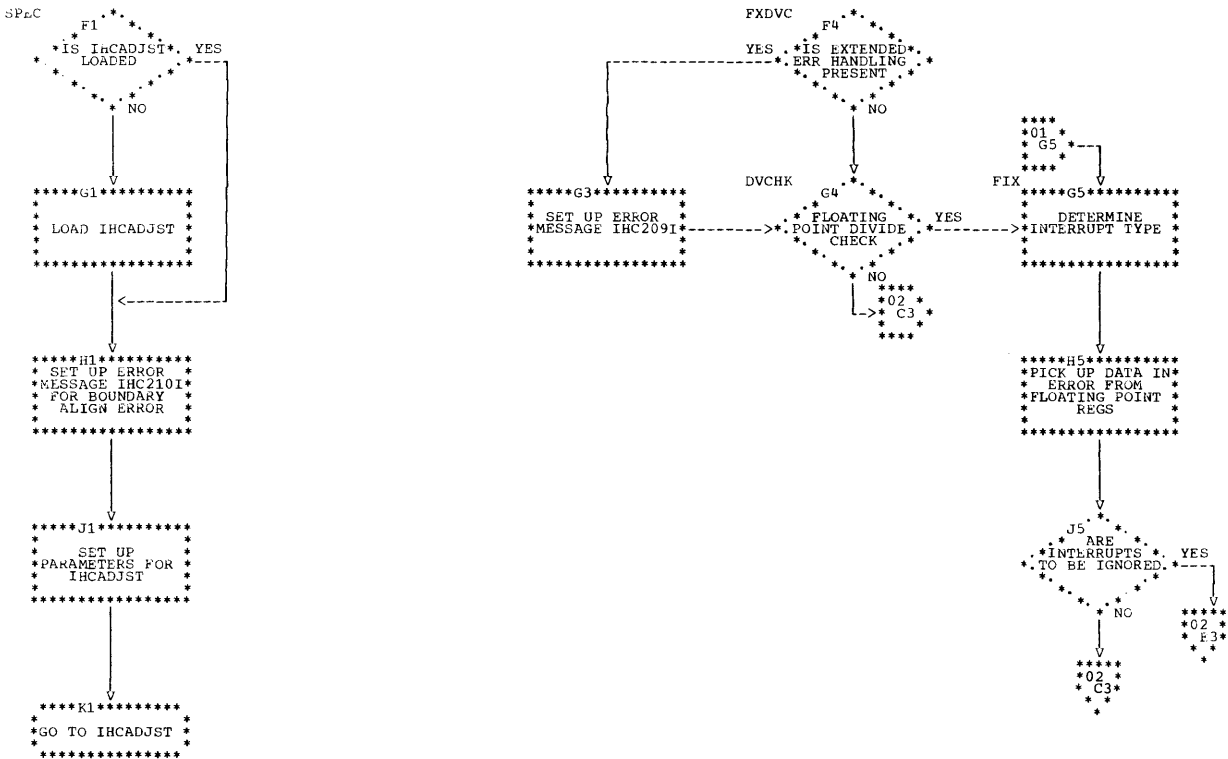 SPEC
F1
IS IHCADJST
LOADED
YES
NO
G1
LOAD IHCADJST
H1
SET UP ERROR
MESSAGE IHC210I
FOR BOUNDARY
ALIGN ERROR
J1
SET UP
PARAMETERS FOR
IHCADJST
K1
GO TO IHCADJST
FXDVC
F4
YES
IS EXTENDED
ERR HANDLING
PRESENT
NO
G3
SET UP ERROR
MESSAGE IHC209I
DVCHK
G4
FLOATING
POINT DIVIDE
CHECK
YES
NO
02
C3
01
G5
FIX
G5
DETERMINE
INTERRUPT TYPE
H5
PICK UP DATA IN
ERROR FROM
FLOATING POINT
REGS
J5
ARE
INTERRUPTS
TO BE IGNORED
YES
NO
02
02
C3